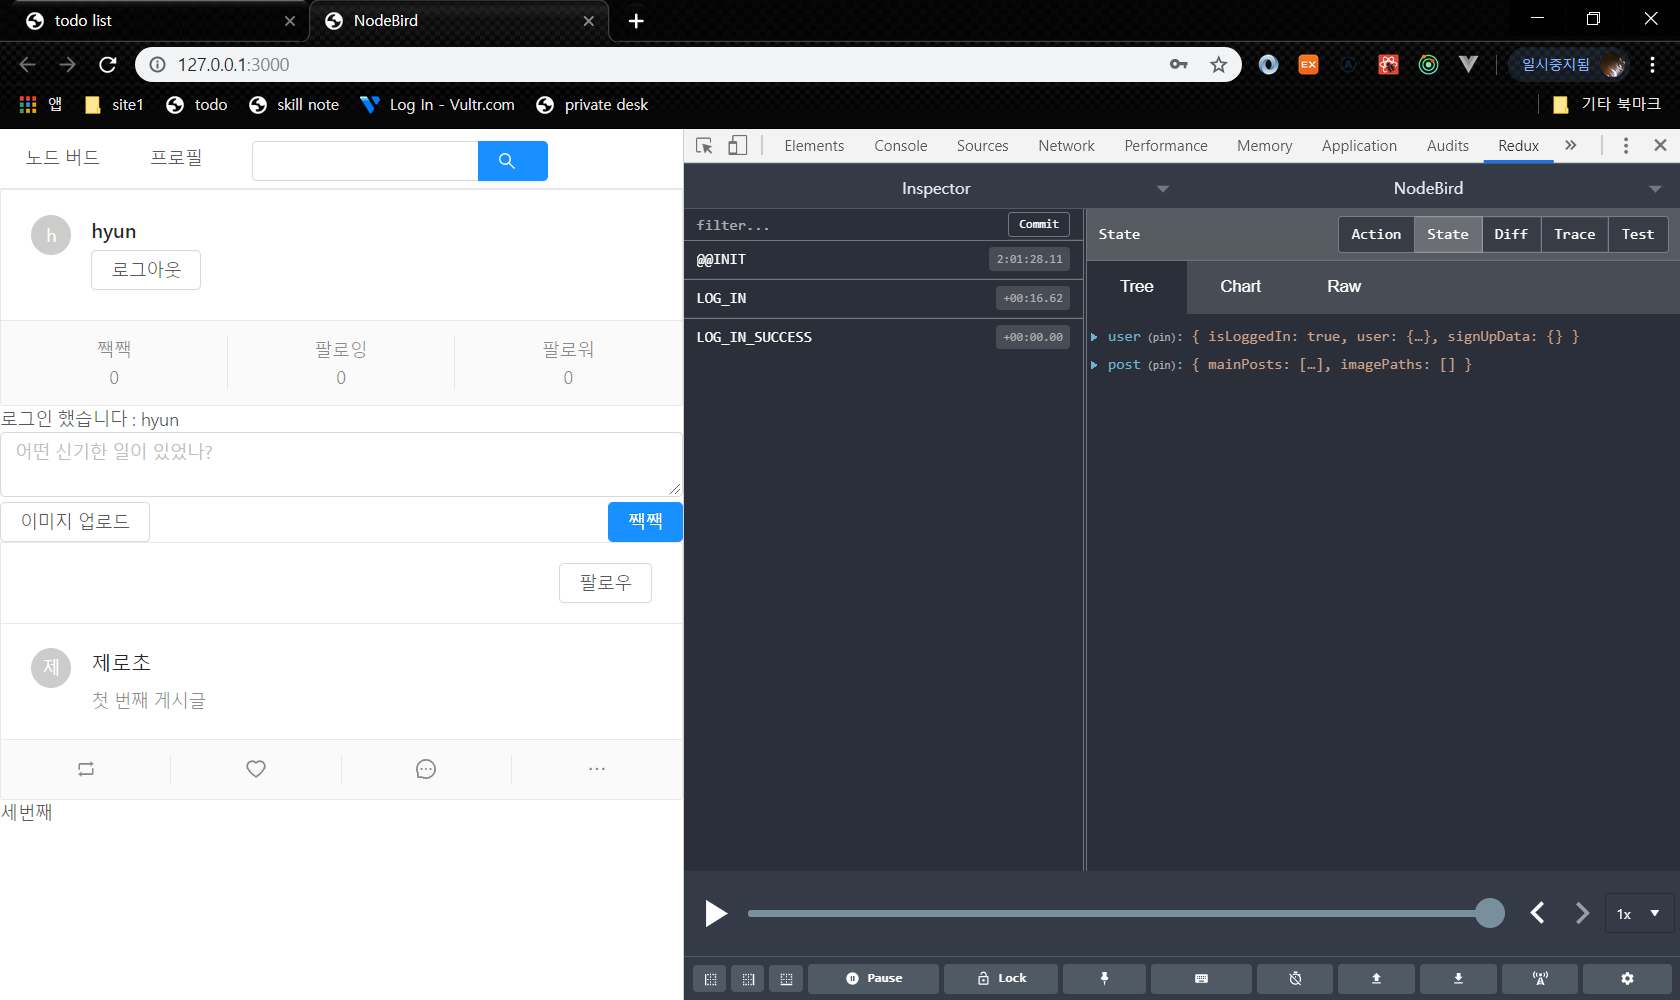 todo list
NodeBird
127.0.0.1:3000
EX
일시중지됨
앱
site1
todo
skill note
Log In - Vultr.com
private desk
기타 북마크
노드 버드
프로필
Elements Console Sources Network Performance Memory Application Audits Redux
Inspector
NodeBird
h
hyun
로그아웃
짹짹
0
팔로잉
0
팔로워
0
로그인 했습니다 : hyun
어떤 신기한 일이 있었나?
이미지 업로드
짹짹
팔로우
제
제로초
첫 번째 게시글
세번째
filter...
Commit
@@INIT 2:01:28.11
LOG_IN +00:16.62
LOG_IN_SUCCESS +00:00.00
State
Action State Diff Trace Test
Tree Chart Raw
user (pin): { isLoggedIn: true, user: {…}, signUpData: {} }
post (pin): { mainPosts: […], imagePaths: [] }
1x
Pause
Lock